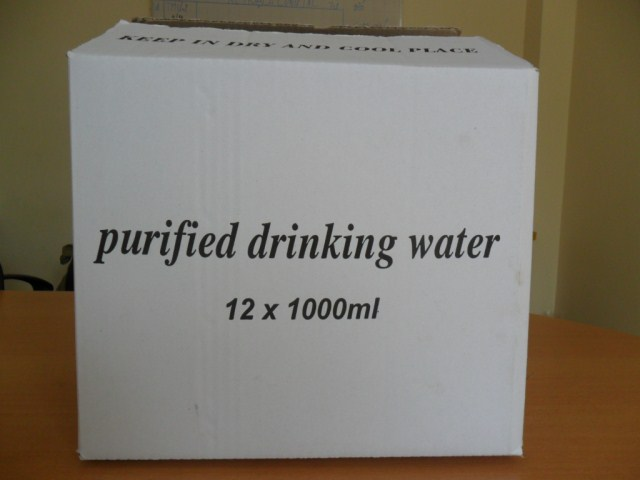 KEEP IN DRY AND COOL PLACE
purified drinking water
12 x 1000ml